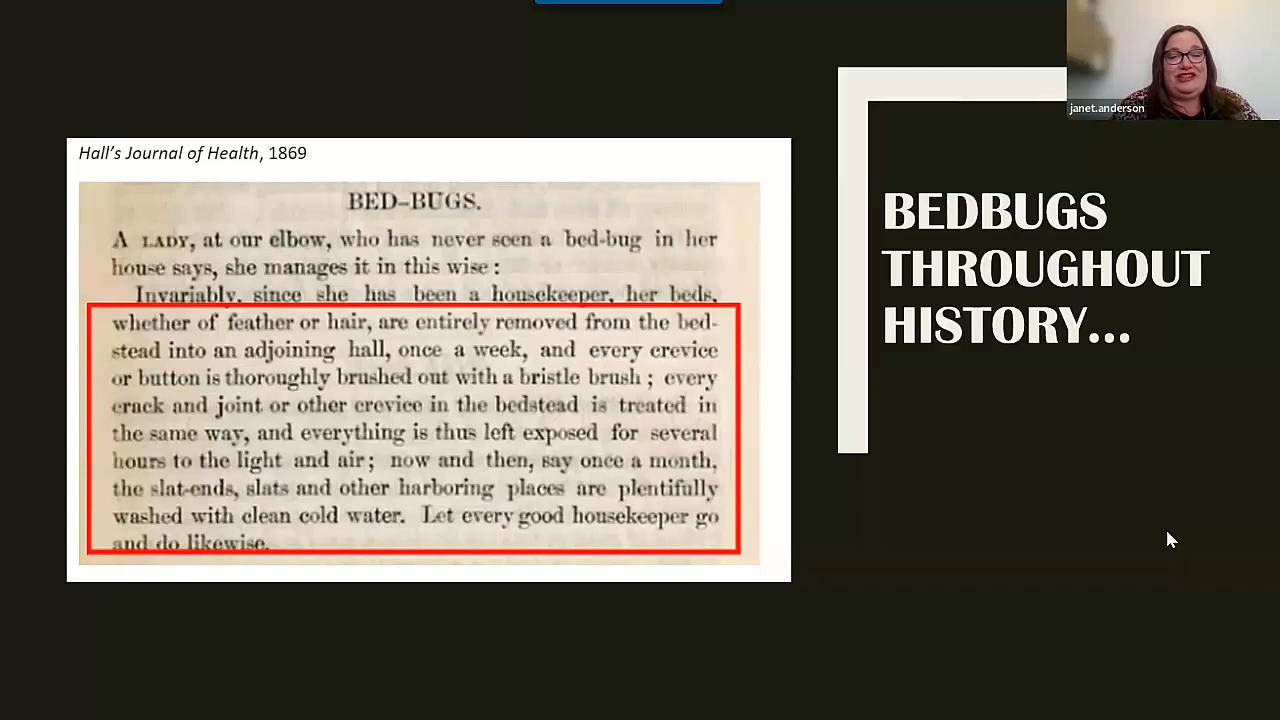 janet.anderson
Hall's Journal of Health, 1869
BED-BUGS.
A LADY, at our elbow, who has never seen a bed-bug in her
house says, she manages it in this wise :
Invariably, since she has been a housekeeper, her beds,
whether of feather or hair, are entirely removed from the bed-
stead into an adjoining hall, once a week, and every crevice
or button is thoroughly brushed out with a bristle brush ; every
crack and joint or other crevice in the bedstead is treated in
the same way, and everything is thus left exposed for several
hours to the light and air ; now and then, say once a month,
the slat-ends, slats and other harboring places are plentifully
washed with clean cold water. Let every good housekeeper go
and do likewise.
BEDBUGS
THROUGHOUT
HISTORY...